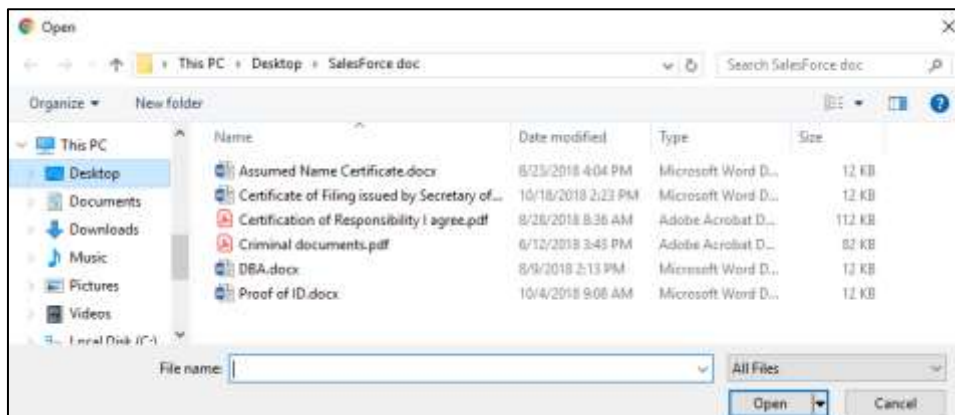 Open
This PC Desktop SalesForce doc Search SalesForce doc
Organize New folder
Name Date modified Type Size
This PC
Desktop Assumed Name Certificate.docx 8/23/2018 4:04 PM Microsoft Word D... 12 KB
Documents Certificate of Filing issued by Secretary of... 10/18/2018 2:23 PM Microsoft Word D... 12 KB
Downloads Certification of Responsibility I agree.pdf 8/28/2018 8:36 AM Adobe Acrobat D... 112 KB
Music Criminal documents.pdf 6/12/2018 3:43 PM Adobe Acrobat D... 82 KB
Pictures DBA.docx 8/9/2018 2:13 PM Microsoft Word D... 12 KB
Videos Proof of ID.docx 10/4/2018 9:08 AM Microsoft Word D... 12 KB
Local Disk (C:)
File name: All Files
Open Cancel